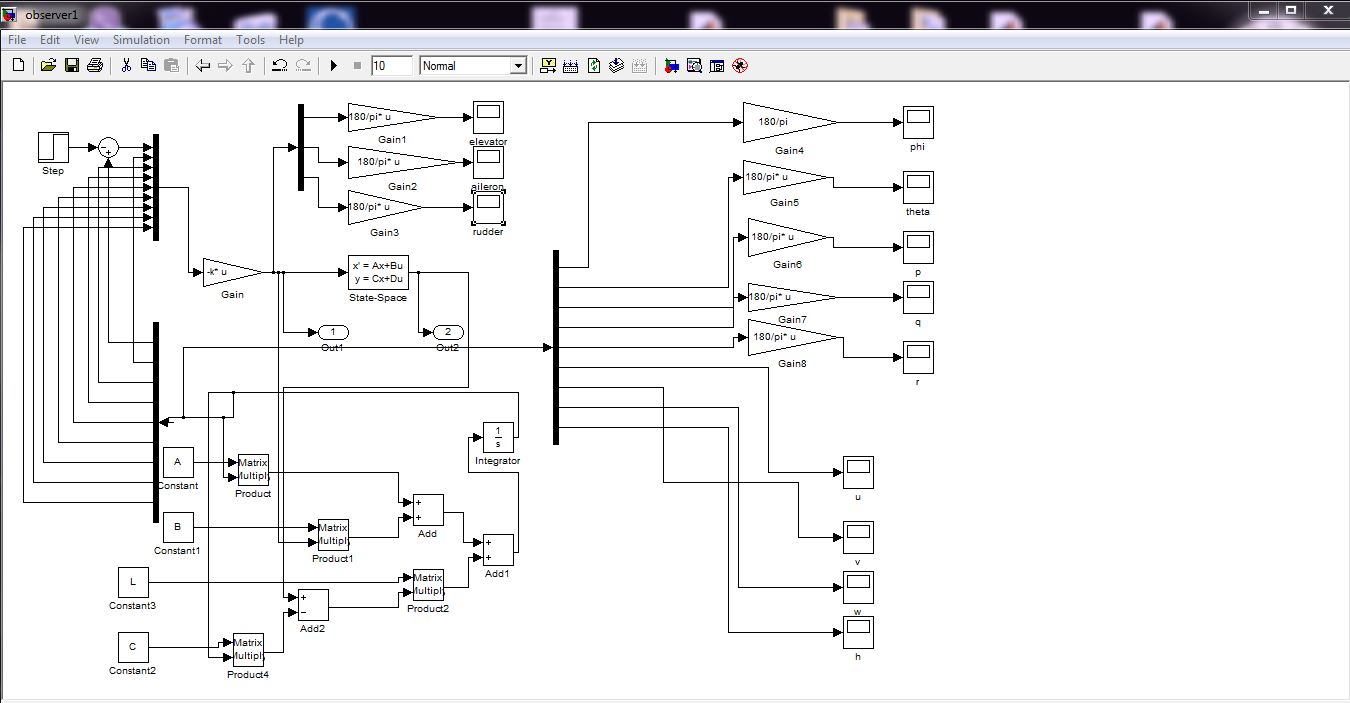 observer1
File Edit View Simulation Format Tools Help
10 Normal
Step
180/pi* u
Gain1
elevator
180/pi* u
Gain2
aileron
180/pi* u
Gain3
rudder
-k* u
Gain
x' = Ax+Bu
y = Cx+Du
State-Space
1
Out1
2
Out2
180/pi
Gain4
phi
180/pi* u
Gain5
theta
180/pi* u
Gain6
p
180/pi* u
Gain7
q
180/pi* u
Gain8
r
1
s
Integrator
A
Constant
Matrix
Multiply
Product
B
Constant1
Matrix
Multiply
Product1
+
+
Add
+
+
Add1
L
Constant3
Matrix
Multiply
Product2
+
−
Add2
C
Constant2
Matrix
Multiply
Product4
u
v
w
h